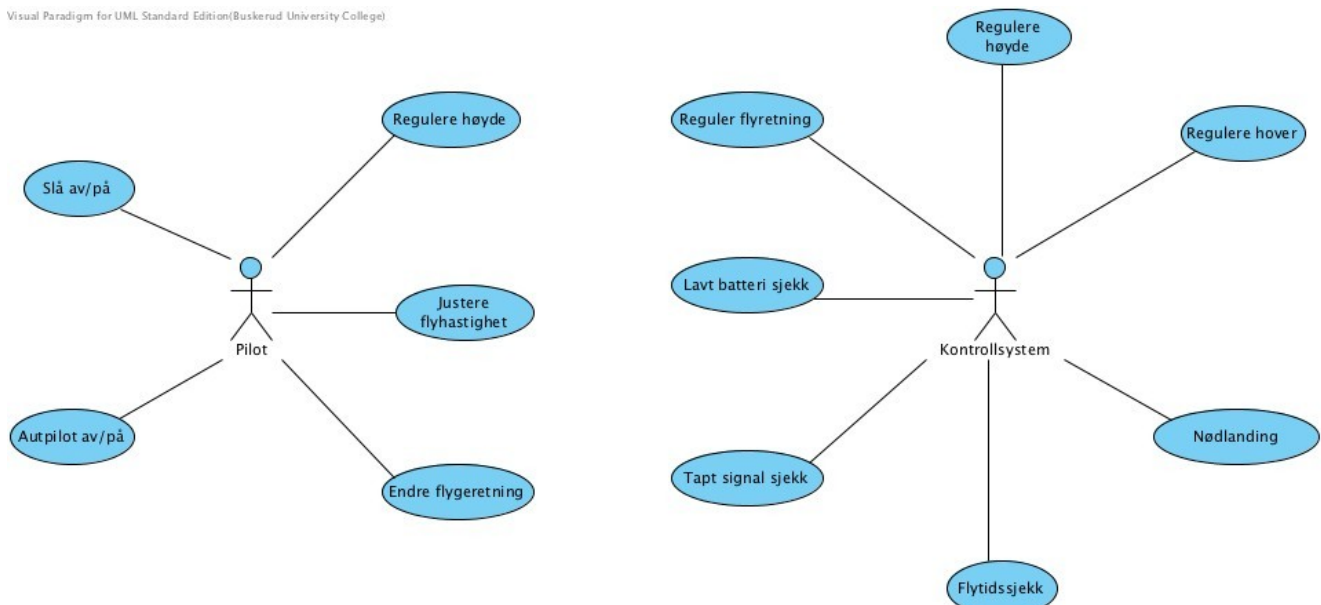 Visual Paradigm for UML Standard Edition(Buskerud University College)
Regulere høyde
Slå av/på
Justere
flyhastighet
Pilot
Autpilot av/på
Endre flygeretning
Regulere
høyde
Reguler flyretning
Regulere hover
Lavt batteri sjekk
Kontrollsystem
Nødlanding
Tapt signal sjekk
Flytidssjekk